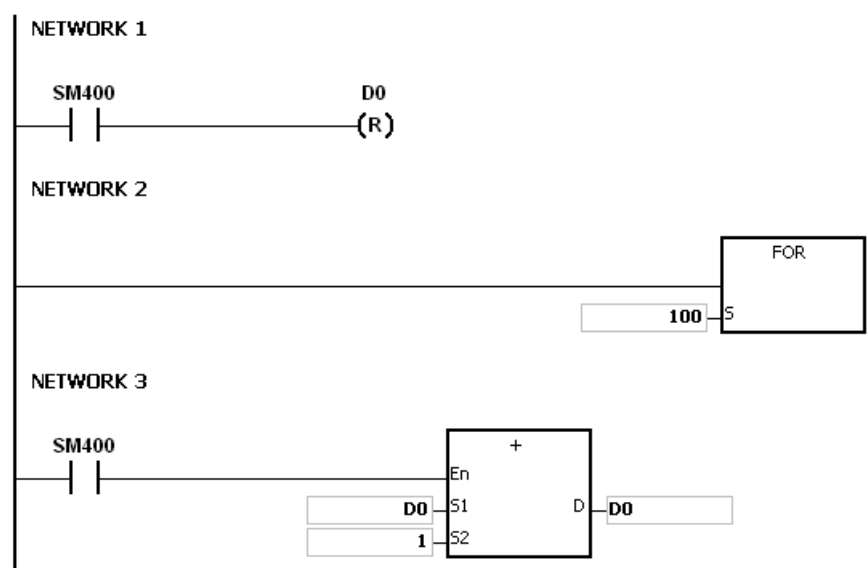 NETWORK 1
SM400 D0
(R)
NETWORK 2
FOR
100 S
NETWORK 3
SM400
+
En
D0 S1 D D0
1 S2